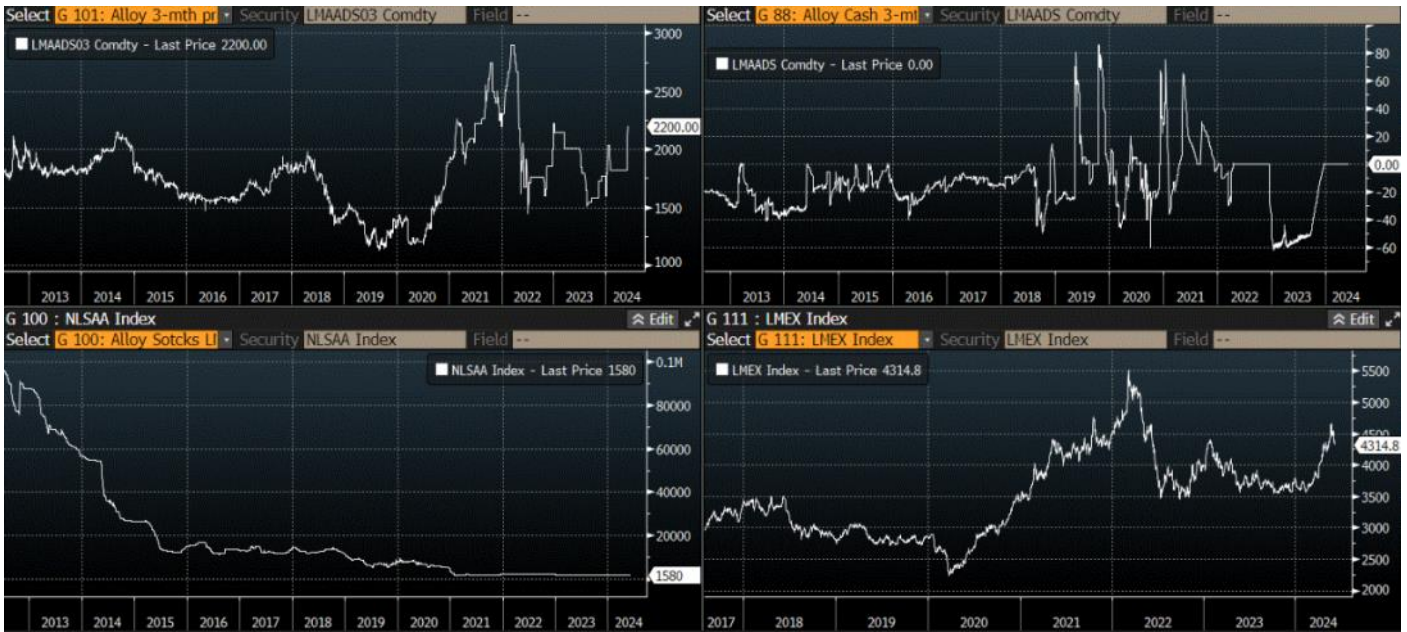 Select G 101: Alloy 3-mth pr Security LMAADS03 Comdty Field --
LMAADS03 Comdty - Last Price 2200.00
3000
2500
2200.00
2000
1500
1000
2013 2014 2015 2016 2017 2018 2019 2020 2021 2022 2023 2024
Select G 88: Alloy Cash 3-mt Security LMAADS Comdty Field --
LMAADS Comdty - Last Price 0.00
80
60
40
20
0.00
-20
-40
-60
2013 2014 2015 2016 2017 2018 2019 2020 2021 2022 2023 2024
G 100 : NLSAA Index Edit
Select G 100: Alloy Sotcks LI Security NLSAA Index Field --
NLSAA Index - Last Price 1580
0.1M
80000
60000
40000
20000
1580
2013 2014 2015 2016 2017 2018 2019 2020 2021 2022 2023 2024
G 111 : LMEX Index Edit
Select G 111: LMEX Index Security LMEX Index Field --
LMEX Index - Last Price 4314.8
5500
5000
4500
4314.8
4000
3500
3000
2500
2000
2017 2018 2019 2020 2021 2022 2023 2024